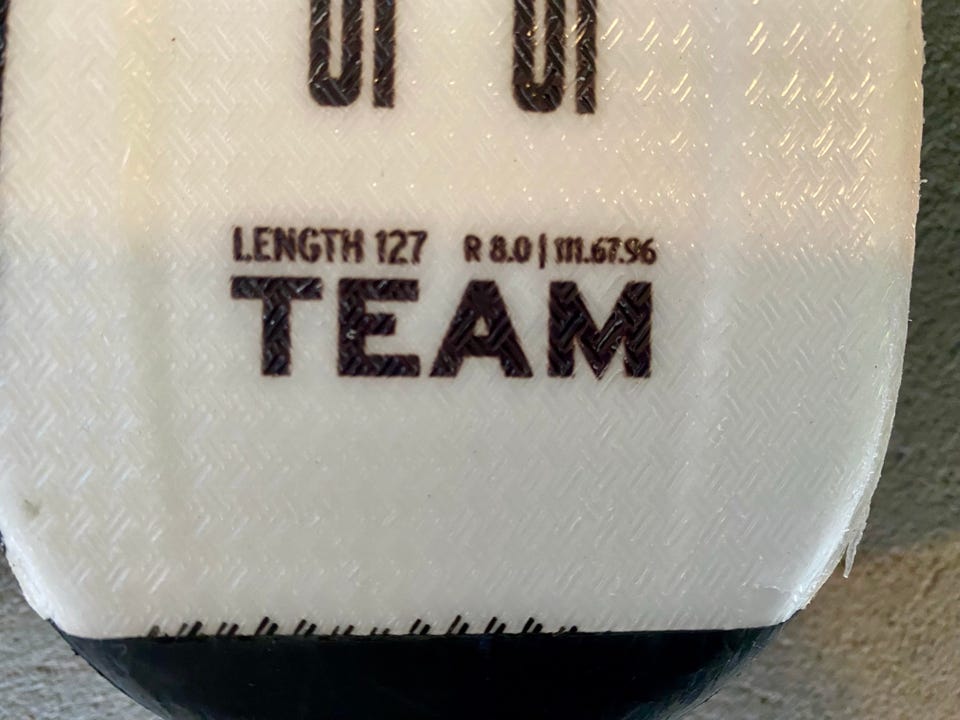 LENGTH 127 R 8.0 | 111.67.96
TEAM